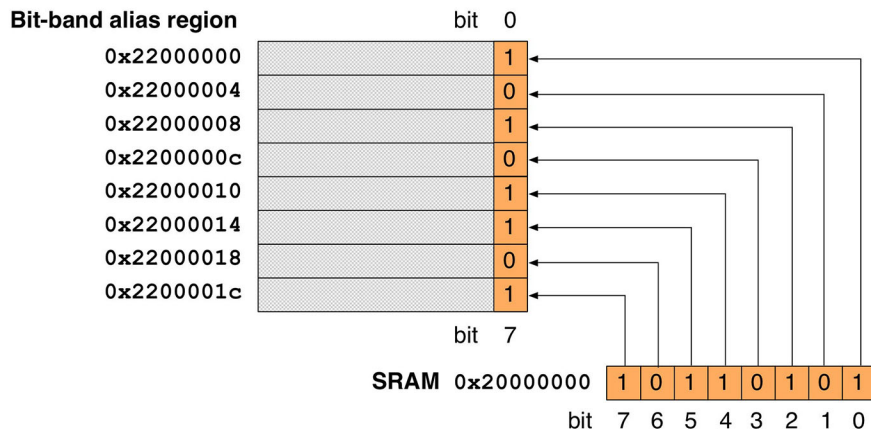 Bit-band alias region bit 0
0x22000000 1
0x22000004 0
0x22000008 1
0x2200000c 0
0x22000010 1
0x22000014 1
0x22000018 0
0x2200001c 1
bit 7
SRAM 0x20000000 1 0 1 1 0 1 0 1
bit 7 6 5 4 3 2 1 0